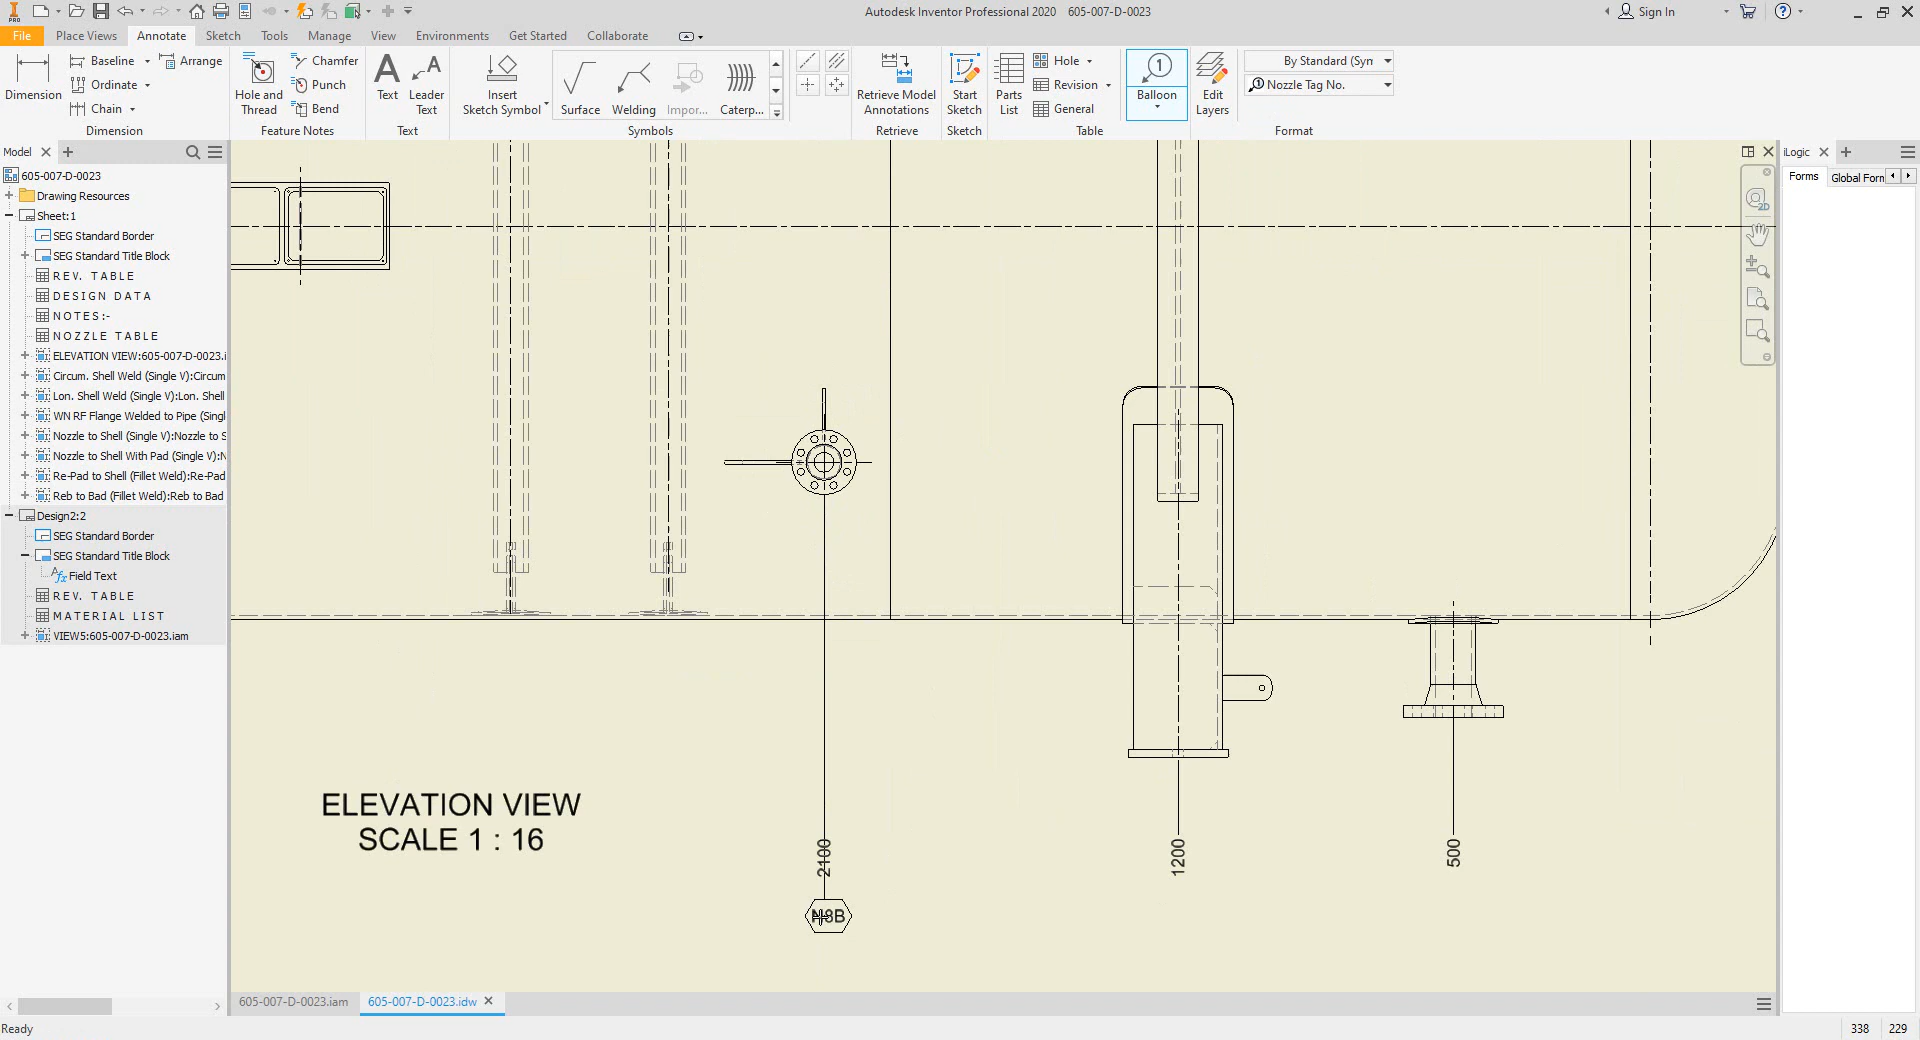 Autodesk Inventor Professional 2020   605-007-D-0023
Sign In
PRO
File
Place Views
Annotate
Sketch
Tools
Manage
View
Environments
Get Started
Collaborate
Dimension
Baseline
Ordinate
Chain
Arrange
Dimension
Hole and Thread
Chamfer
Punch
Bend
Feature Notes
Text
Leader Text
Text
Insert Sketch Symbol
Surface
Welding
Impor...
Caterp...
Symbols
Retrieve Model Annotations
Retrieve
Start Sketch
Sketch
Parts List
Hole
Revision
General
Table
Balloon
Edit Layers
By Standard (Syn
Nozzle Tag No.
Format
Model
605-007-D-0023
Drawing Resources
Sheet:1
SEG Standard Border
SEG Standard Title Block
REV. TABLE
DESIGN DATA
NOTES:-
NOZZLE TABLE
ELEVATION VIEW:605-007-D-0023.i
Circum. Shell Weld (Single V):Circum
Lon. Shell Weld (Single V):Lon. Shell
WN RF Flange Welded to Pipe (Singl
Nozzle to Shell (Single V):Nozzle to S
Nozzle to Shell With Pad (Single V):N
Re-Pad to Shell (Fillet Weld):Re-Pad
Reb to Bad (Fillet Weld):Reb to Bad
Design2:2
SEG Standard Border
SEG Standard Title Block
Field Text
REV. TABLE
MATERIAL LIST
VIEW5:605-007-D-0023.iam
ELEVATION VIEW
SCALE 1 : 16
2100
1200
500
2D
iLogic
Forms
Global Forn
605-007-D-0023.iam
605-007-D-0023.idw
Ready
338
229